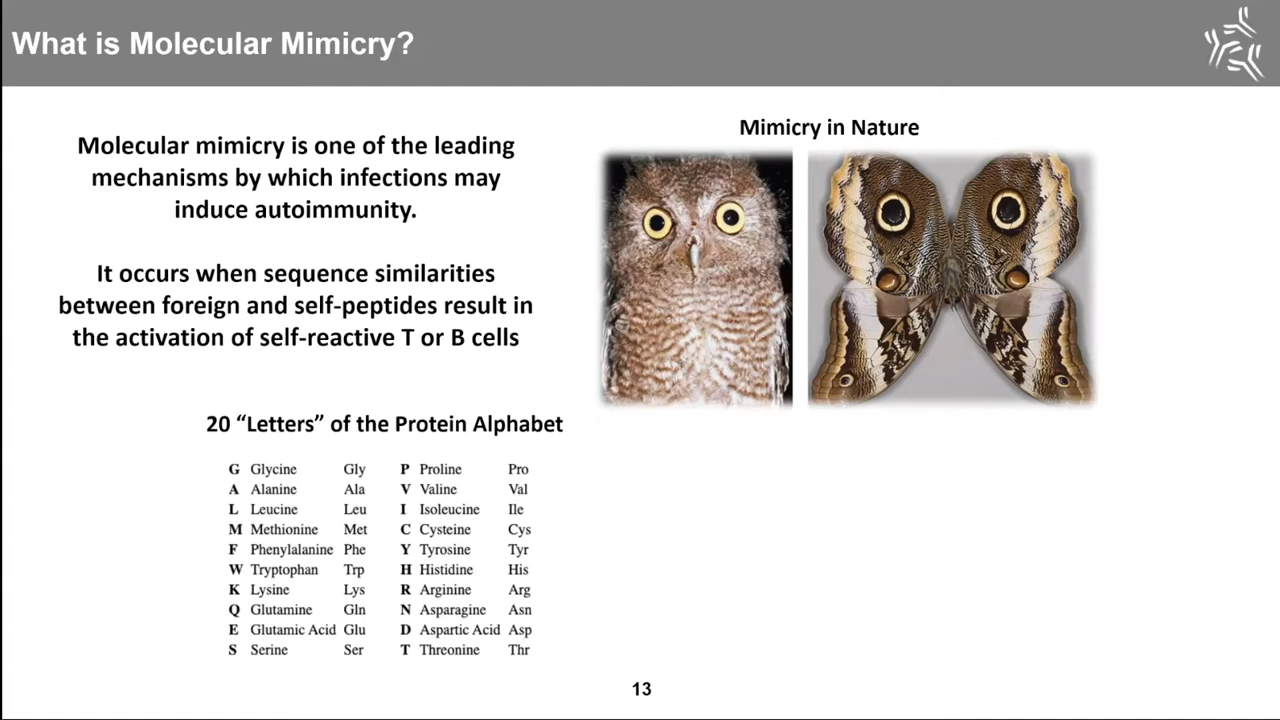 What is Molecular Mimicry?
Molecular mimicry is one of the leading
mechanisms by which infections may
induce autoimmunity.
It occurs when sequence similarities
between foreign and self-peptides result in
the activation of self-reactive T or B cells
Mimicry in Nature
20 “Letters” of the Protein Alphabet
G Glycine Gly P Proline Pro
A Alanine Ala V Valine Val
L Leucine Leu I Isoleucine Ile
M Methionine Met C Cysteine Cys
F Phenylalanine Phe Y Tyrosine Tyr
W Tryptophan Trp H Histidine His
K Lysine Lys R Arginine Arg
Q Glutamine Gln N Asparagine Asn
E Glutamic Acid Glu D Aspartic Acid Asp
S Serine Ser T Threonine Thr
13